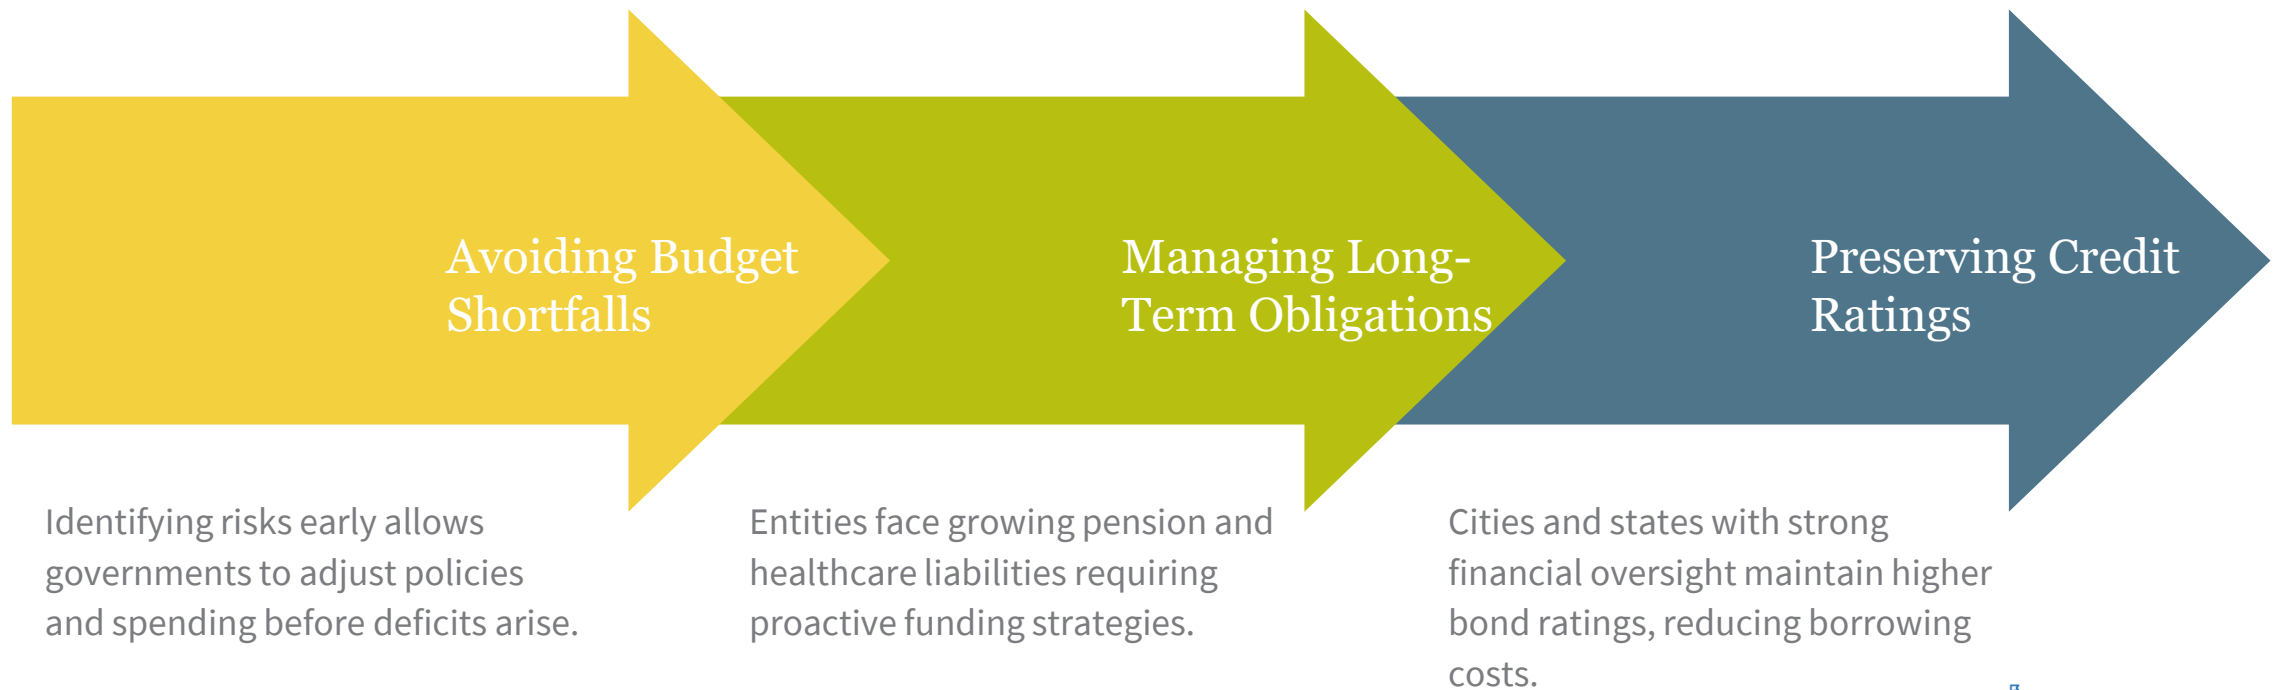 Avoiding Budget
Shortfalls
Identifying risks early allows
governments to adjust policies
and spending before deficits arise.
Managing Long-
Term Obligations
Entities face growing pension and
healthcare liabilities requiring
proactive funding strategies.
Preserving Credit
Ratings
Cities and states with strong
financial oversight maintain higher
bond ratings, reducing borrowing
costs.